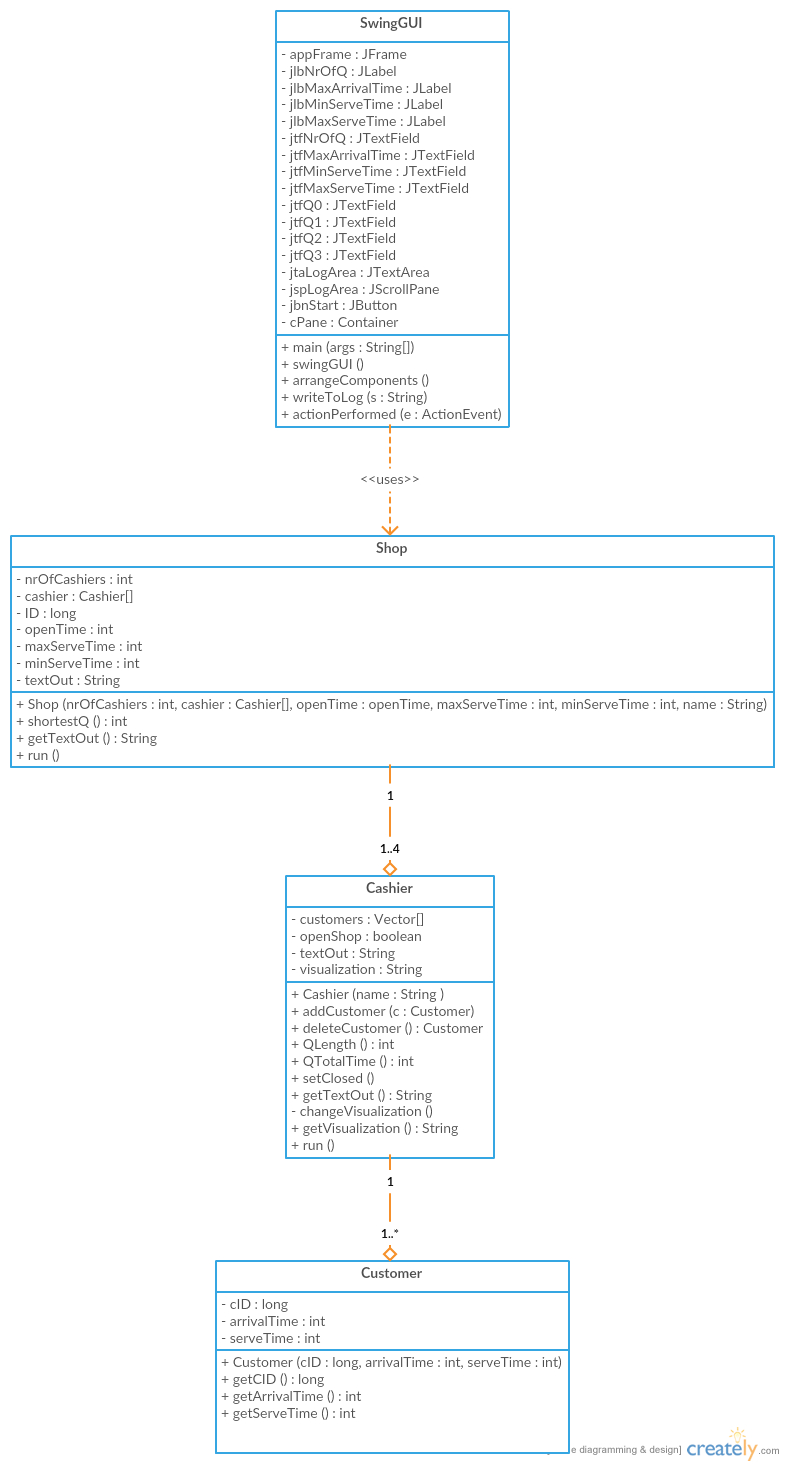 SwingGUI
- appFrame : JFrame
- jlbNrOfQ : JLabel
- jlbMaxArrivalTime : JLabel
- jlbMinServeTime : JLabel
- jlbMaxServeTime : JLabel
- jtfNrOfQ : JTextField
- jtfMaxArrivalTime : JTextField
- jtfMinServeTime : JTextField
- jtfMaxServeTime : JTextField
- jtfQ0 : JTextField
- jtfQ1 : JTextField
- jtfQ2 : JTextField
- jtfQ3 : JTextField
- jtaLogArea : JTextArea
- jspLogArea : JScrollPane
- jbnStart : JButton
- cPane : Container
+ main (args : String[])
+ swingGUI ()
+ arrangeComponents ()
+ writeToLog (s : String)
+ actionPerformed (e : ActionEvent)
<<uses>>
Shop
- nrOfCashiers : int
- cashier : Cashier[]
- ID : long
- openTime : int
- maxServeTime : int
- minServeTime : int
- textOut : String
+ Shop (nrOfCashiers : int, cashier : Cashier[], openTime : openTime, maxServeTime : int, minServeTime : int, name : String)
+ shortestQ () : int
+ getTextOut () : String
+ run ()
1
1..4
Cashier
- customers : Vector[]
- openShop : boolean
- textOut : String
- visualization : String
+ Cashier (name : String )
+ addCustomer (c : Customer)
+ deleteCustomer () : Customer
+ QLength () : int
+ QTotalTime () : int
+ setClosed ()
+ getTextOut () : String
- changeVisualization ()
+ getVisualization () : String
+ run ()
1
1..*
Customer
- cID : long
- arrivalTime : int
- serveTime : int
+ Customer (cID : long, arrivalTime : int, serveTime : int)
+ getCID () : long
+ getArrivalTime () : int
+ getServeTime () : int
diagramming & design] creately.com